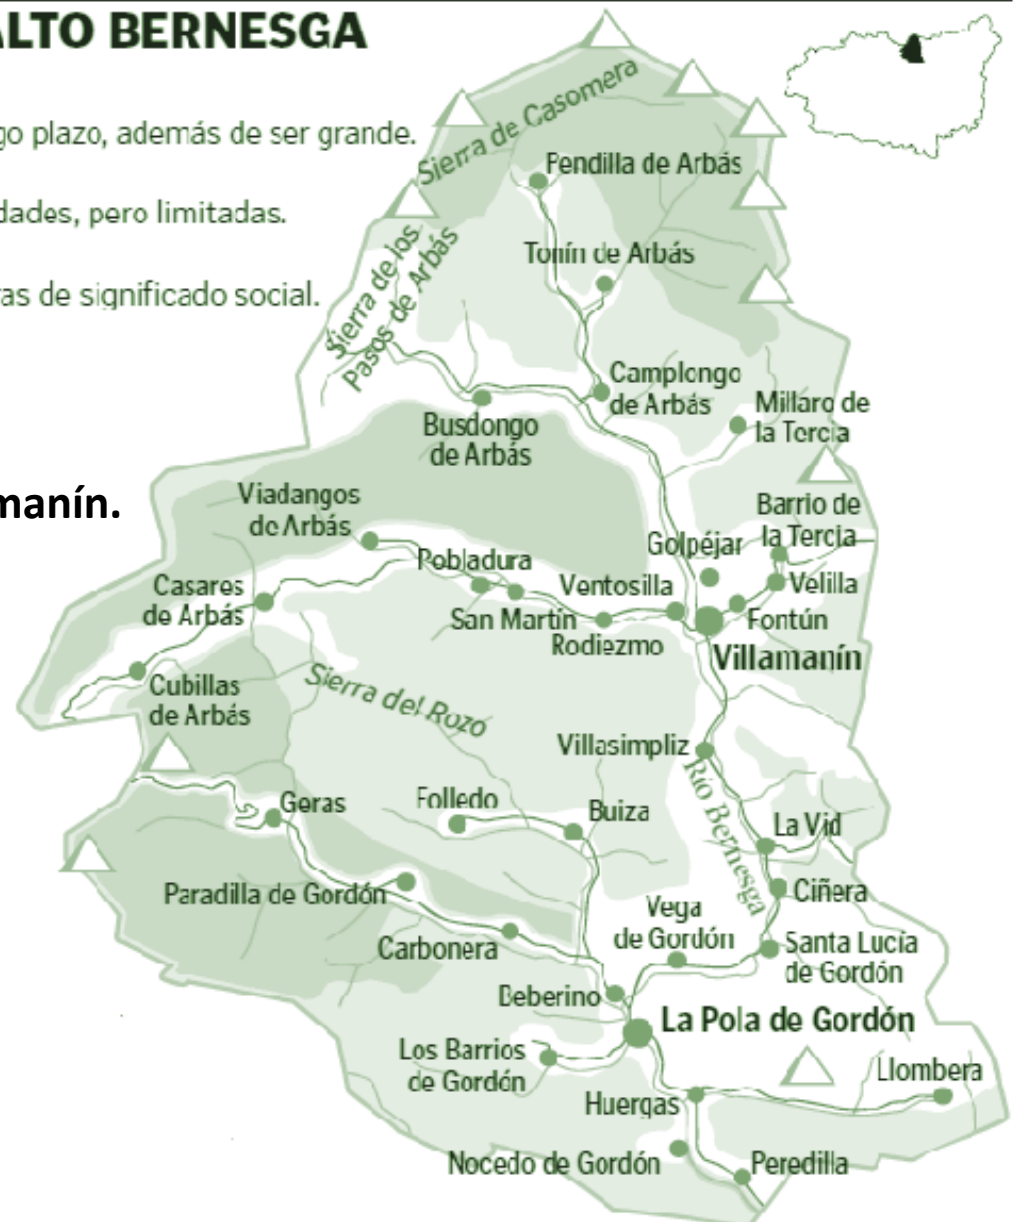 ALTO BERNESGA
go plazo, además de ser grande.
dades, pero limitadas.
as de significado social.
manín.
Sierra de Casomera
Fendilla de Arbás
Tonín de Arbás
Sierra de los
Pasos de Arbás
Camplongo
de Arbás
Millaro de
la Tercia
Busdongo
de Arbás
Viadangos
de Arbás
Barrio de
la Tercia
Golpéjar
Pobladura
Ventosilla
Velilla
Casares
de Arbás
San Martín
Fontún
Rodiezmo
Villamanín
Cubillas
de Arbás
Sierra del Rozo
Villasimpliz
Río Bernesga
Geras
Folledo
Buiza
La Vid
Paradilla de Gordón
Ciñera
Vega
de Gordón
Carbonera
Santa Lucía
de Gordón
Beberino
La Pola de Gordón
Los Barrios
de Gordón
Llombera
Huergas
Nocedo de Gordón
Peredilla